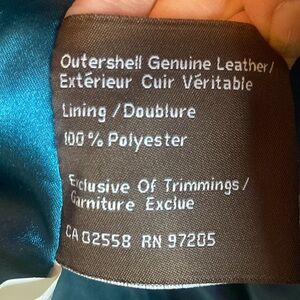 Outershell Genuine Leather/
Extérieur Cuir Véritable
Lining / Doublure
100 % Polyester
Exclusive Of Trimmings /
Garniture Exclue
CA 02558 RN 97205